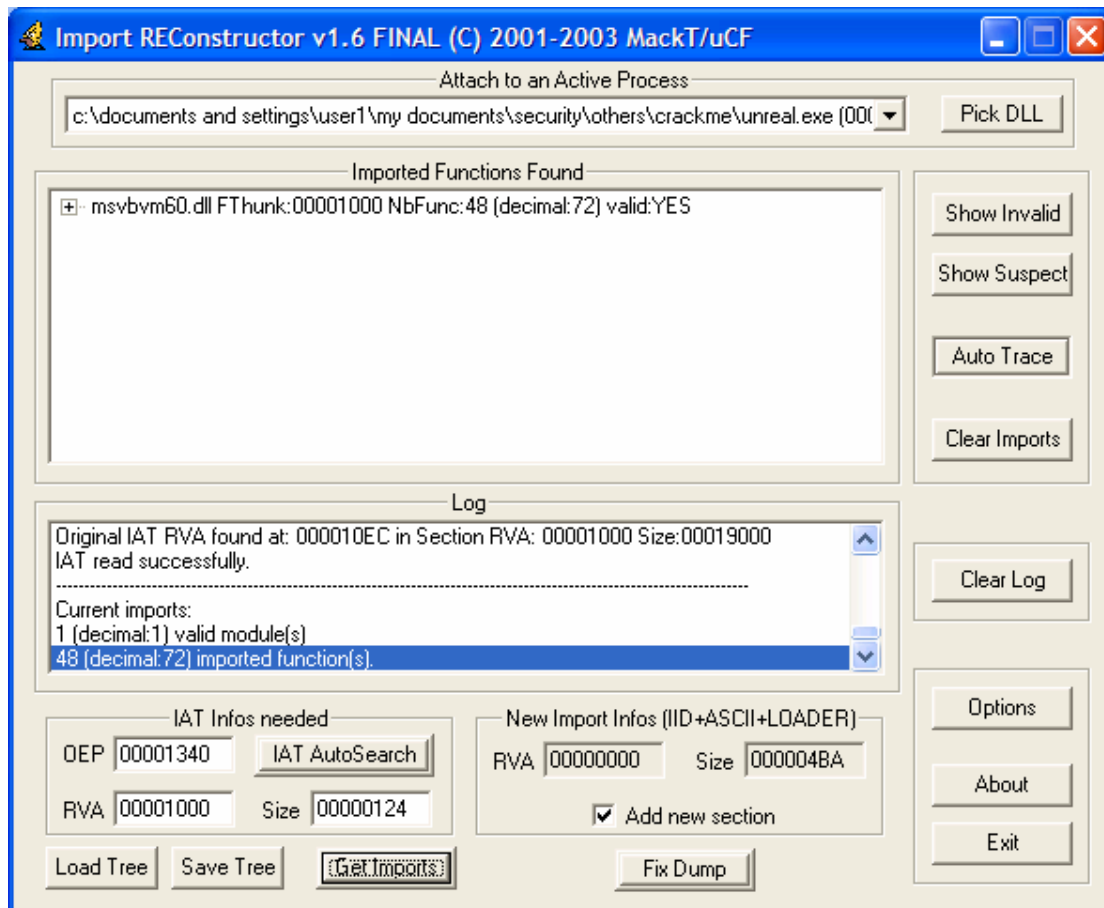 Import REConstructor v1.6 FINAL (C) 2001-2003 MackT/uCF
Attach to an Active Process
c:\documents and settings\user1\my documents\security\others\crackme\unreal.exe (000
Pick DLL
Imported Functions Found
msvbvm60.dll FThunk:00001000 NbFunc:48 (decimal:72) valid:YES
Show Invalid
Show Suspect
Auto Trace
Clear Imports
Log
Original IAT RVA found at: 000010EC in Section RVA: 00001000 Size:00019000
IAT read successfully.
Current imports:
1 (decimal:1) valid module(s)
48 (decimal:72) imported function(s).
Clear Log
IAT Infos needed
OEP 00001340 IAT AutoSearch
RVA 00001000 Size 00000124
New Import Infos (IID+ASCII+LOADER)
RVA 00000000 Size 000004BA
Add new section
Options
About
Exit
Load Tree Save Tree Get Imports Fix Dump